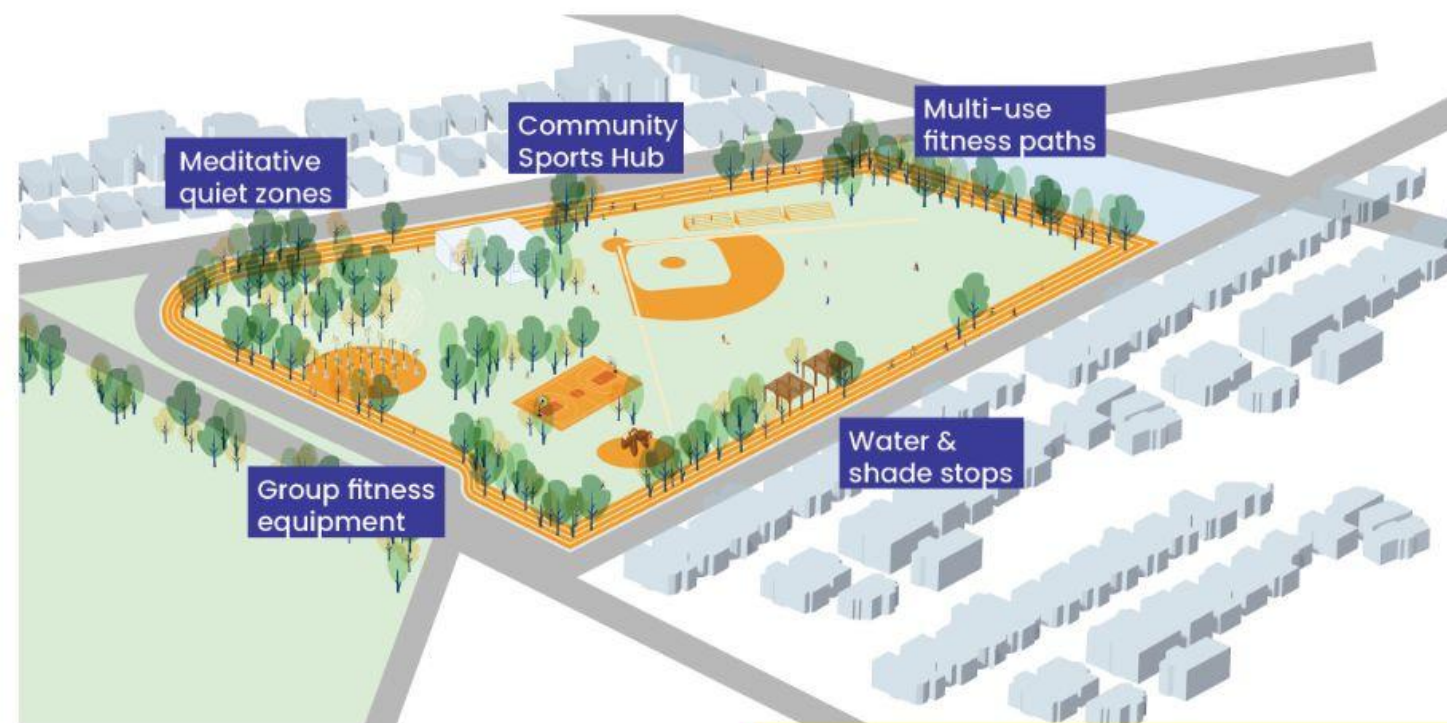 Meditative
quiet zones
Community
Sports Hub
Multi-use
fitness paths
Group fitness
equipment
Water &
shade stops